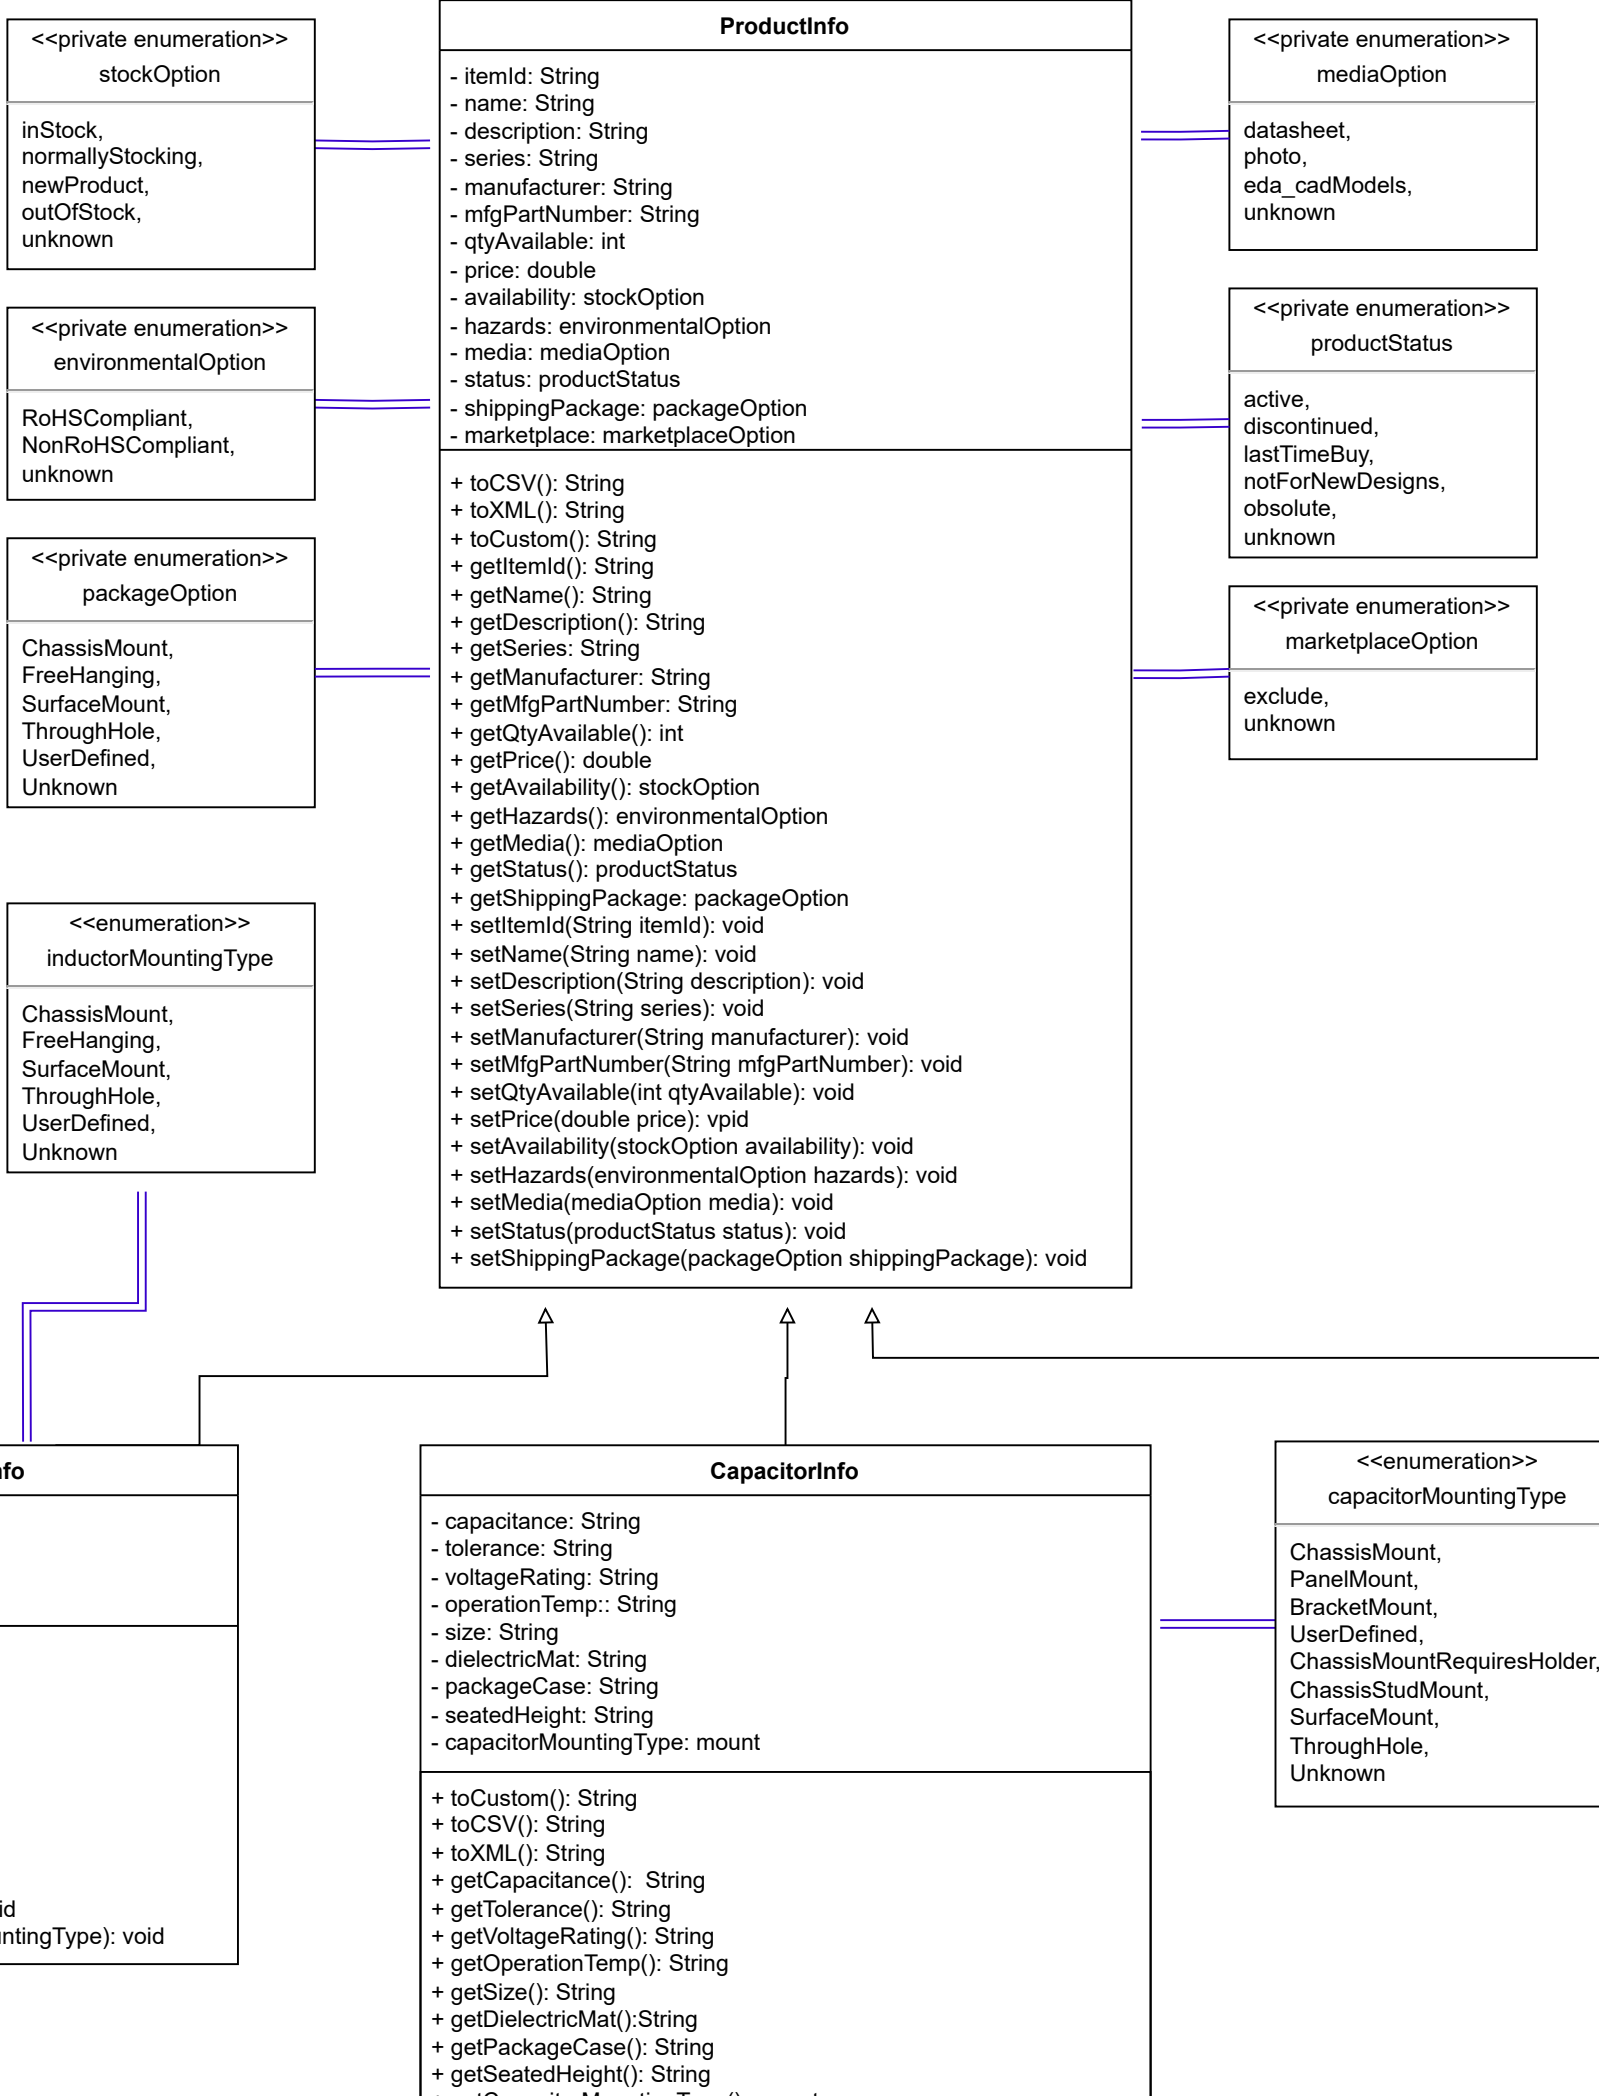 <<private enumeration>>
stockOption
inStock,
normallyStocking,
newProduct,
outOfStock,
unknown
<<private enumeration>>
environmentalOption
RoHSCompliant,
NonRoHSCompliant,
unknown
<<private enumeration>>
packageOption
ChassisMount,
FreeHanging,
SurfaceMount,
ThroughHole,
UserDefined,
Unknown
<<enumeration>>
inductorMountingType
ChassisMount,
FreeHanging,
SurfaceMount,
ThroughHole,
UserDefined,
Unknown
ProductInfo
- itemId: String
- name: String
- description: String
- series: String
- manufacturer: String
- mfgPartNumber: String
- qtyAvailable: int
- price: double
- availability: stockOption
- hazards: environmentalOption
- media: mediaOption
- status: productStatus
- shippingPackage: packageOption
- marketplace: marketplaceOption
+ toCSV(): String
+ toXML(): String
+ toCustom(): String
+ getItemId(): String
+ getName(): String
+ getDescription(): String
+ getSeries: String
+ getManufacturer: String
+ getMfgPartNumber: String
+ getQtyAvailable(): int
+ getPrice(): double
+ getAvailability(): stockOption
+ getHazards(): environmentalOption
+ getMedia(): mediaOption
+ getStatus(): productStatus
+ getShippingPackage: packageOption
+ setItemId(String itemId): void
+ setName(String name): void
+ setDescription(String description): void
+ setSeries(String series): void
+ setManufacturer(String manufacturer): void
+ setMfgPartNumber(String mfgPartNumber): void
+ setQtyAvailable(int qtyAvailable): void
+ setPrice(double price): vpid
+ setAvailability(stockOption availability): void
+ setHazards(environmentalOption hazards): void
+ setMedia(mediaOption media): void
+ setStatus(productStatus status): void
+ setShippingPackage(packageOption shippingPackage): void
<<private enumeration>>
mediaOption
datasheet,
photo,
eda_cadModels,
unknown
<<private enumeration>>
productStatus
active,
discontinued,
lastTimeBuy,
notForNewDesigns,
obsolute,
unknown
<<private enumeration>>
marketplaceOption
exclude,
unknown
fo
id
ntingType): void
CapacitorInfo
- capacitance: String
- tolerance: String
- voltageRating: String
- operationTemp:: String
- size: String
- dielectricMat: String
- packageCase: String
- seatedHeight: String
- capacitorMountingType: mount
+ toCustom(): String
+ toCSV(): String
+ toXML(): String
+ getCapacitance():  String
+ getTolerance(): String
+ getVoltageRating(): String
+ getOperationTemp(): String
+ getSize(): String
+ getDielectricMat():String
+ getPackageCase(): String
+ getSeatedHeight(): String
<<enumeration>>
capacitorMountingType
ChassisMount,
PanelMount,
BracketMount,
UserDefined,
ChassisMountRequiresHolder,
ChassisStudMount,
SurfaceMount,
ThroughHole,
Unknown